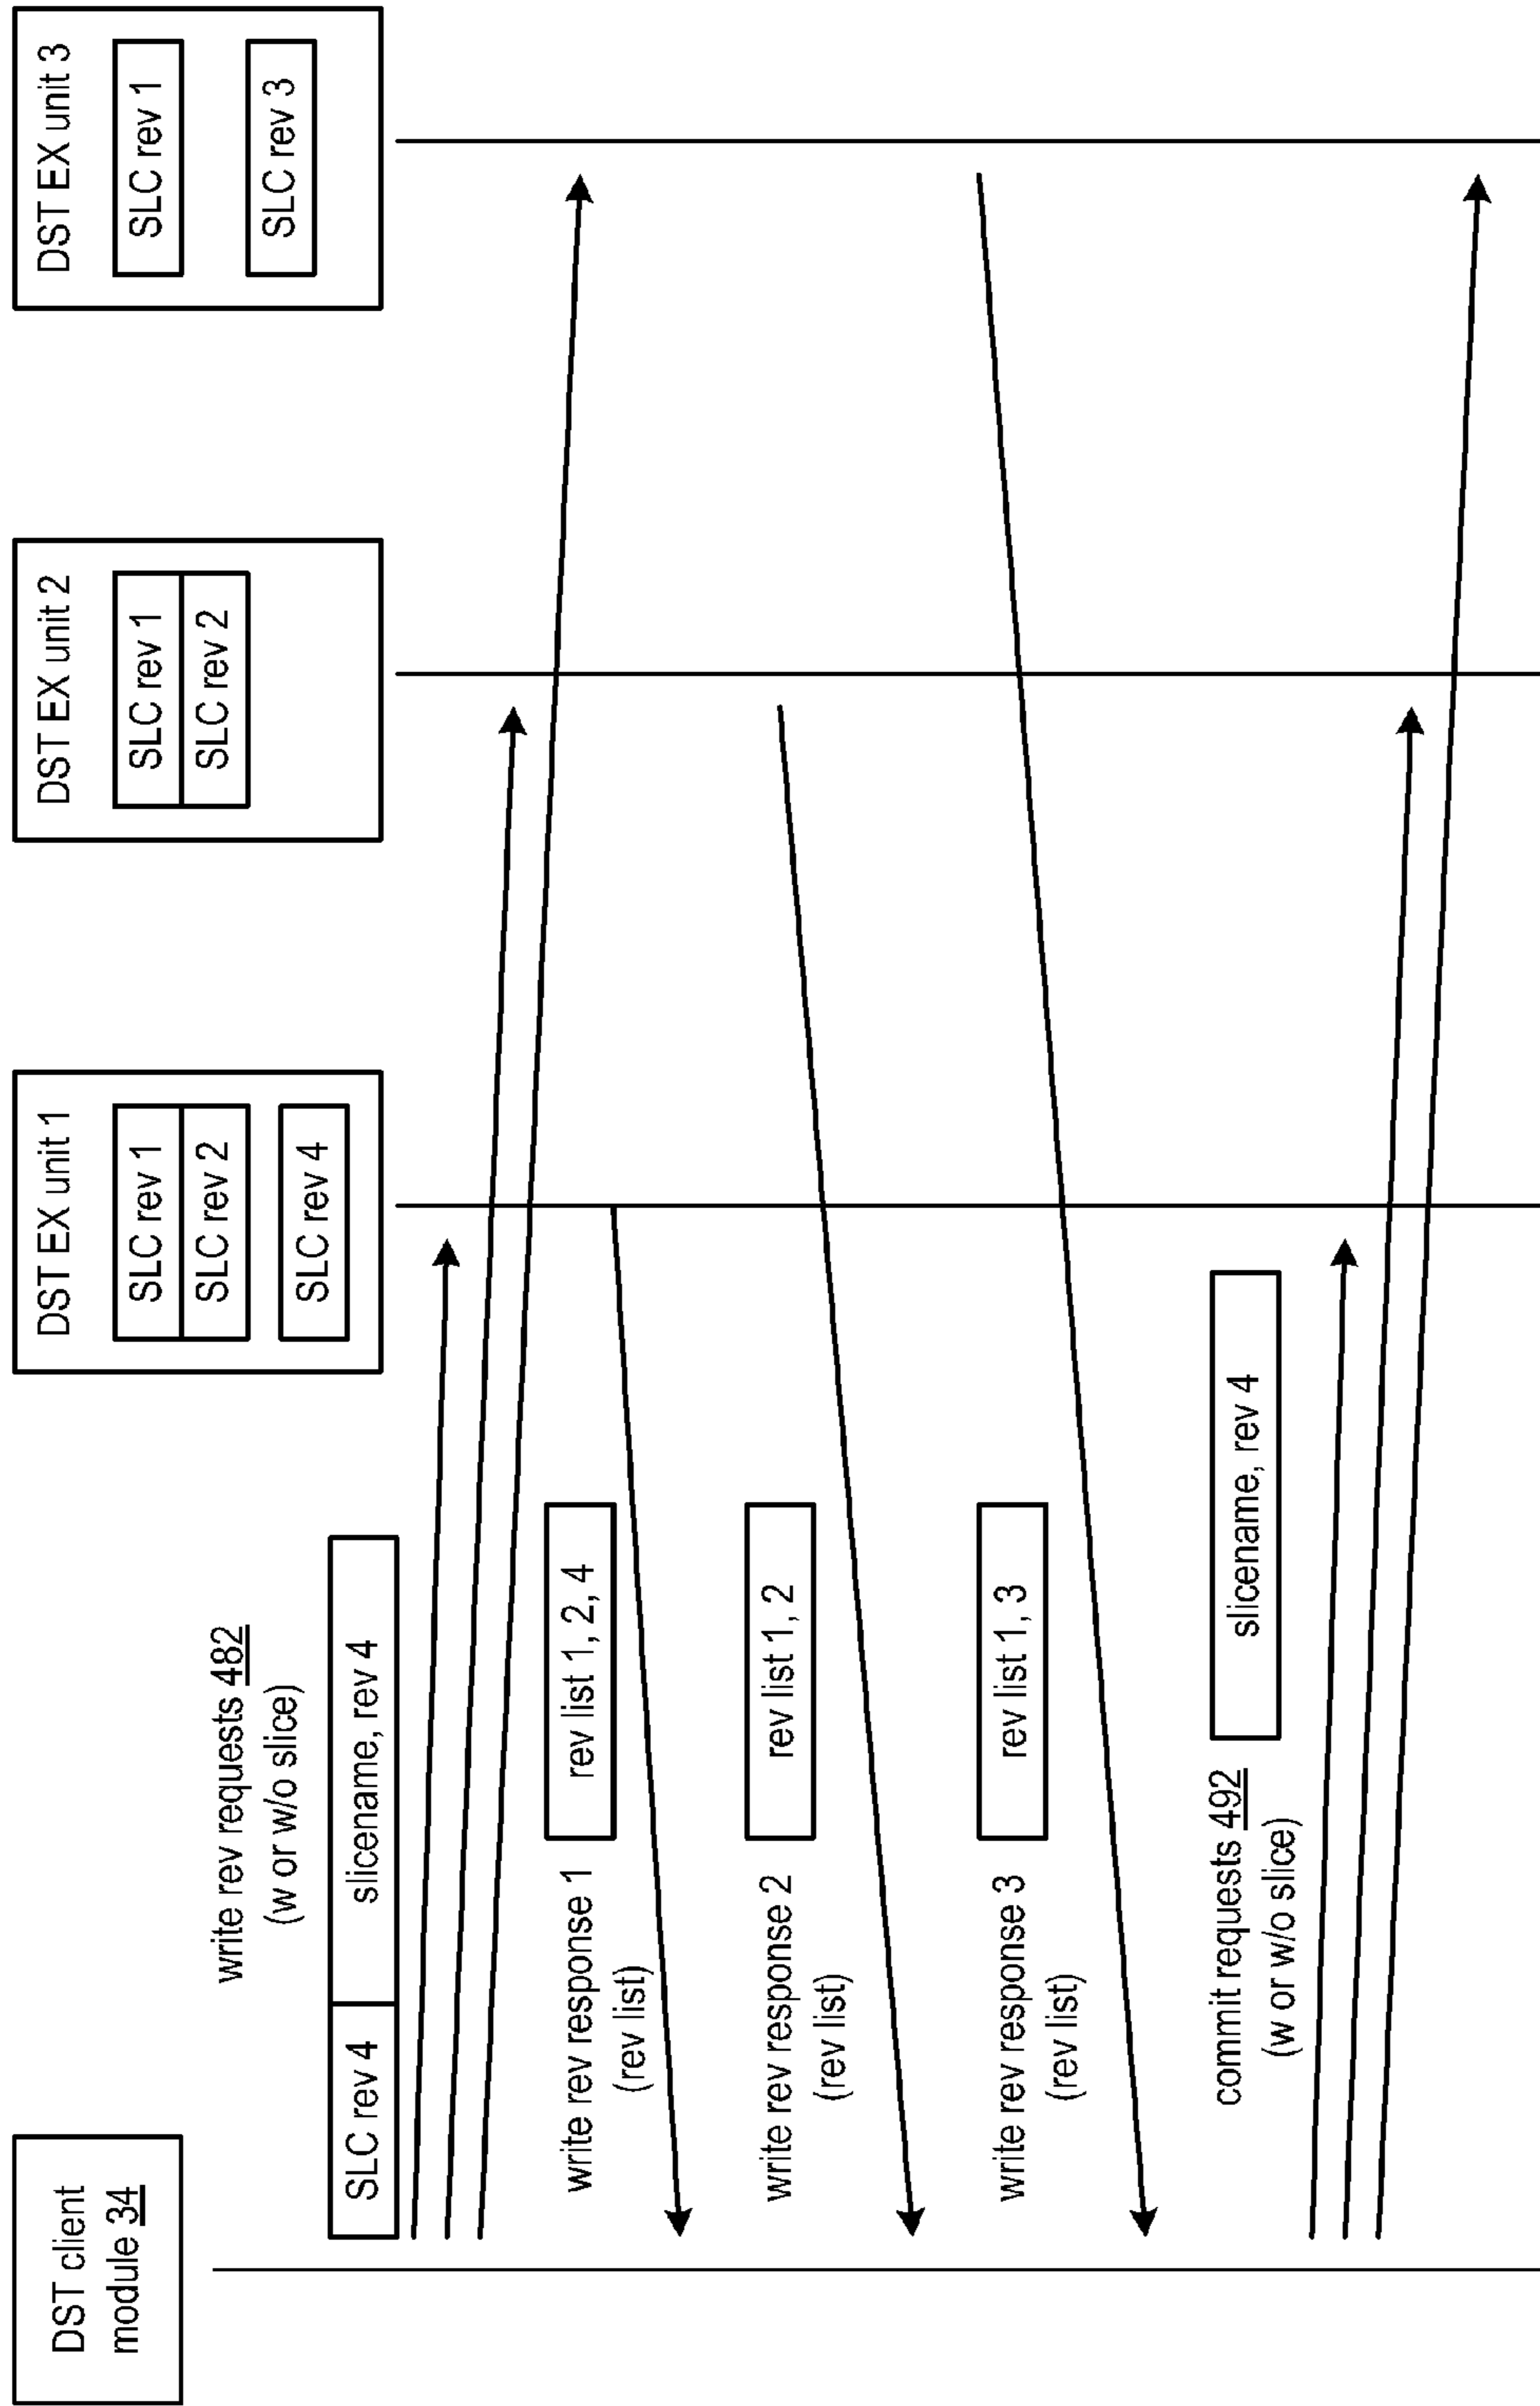 DST client
module 34
DST EX unit 1
SLC rev 1
SLC rev 2
SLC rev 4
DST EX unit 2
SLC rev 1
SLC rev 2
DST EX unit 3
SLC rev 1
SLC rev 3
write rev requests 482
(w or w/o slice)
SLC rev 4
slicename, rev 4
write rev response 1
(rev list)
rev list 1, 2, 4
write rev response 2
(rev list)
rev list 1, 2
write rev response 3
(rev list)
rev list 1, 3
commit requests 492
(w or w/o slice)
slicename, rev 4